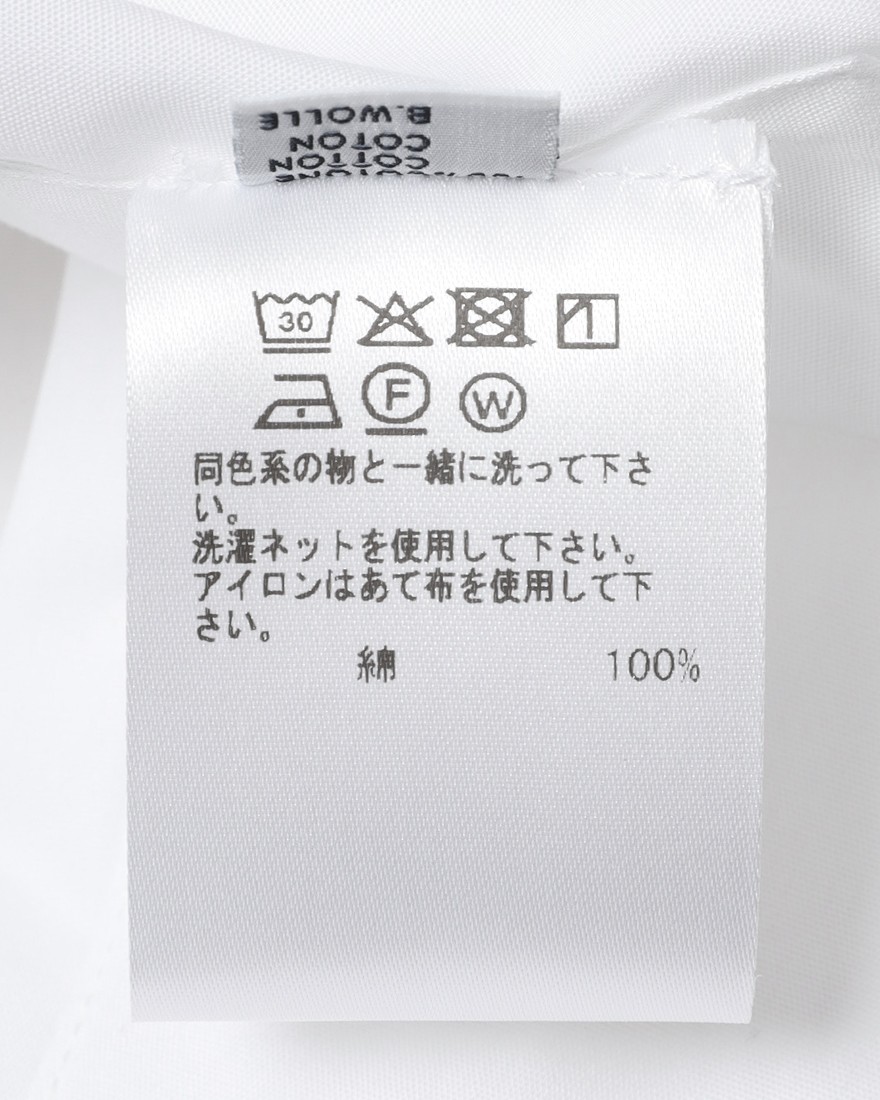 B.WOLLE
COTON
COTTON
30
F W
同色系の物と一緒に洗って下さ
い。
洗濯ネットを使用して下さい。
アイロンはあて布を使用して下
さい。
綿 100%